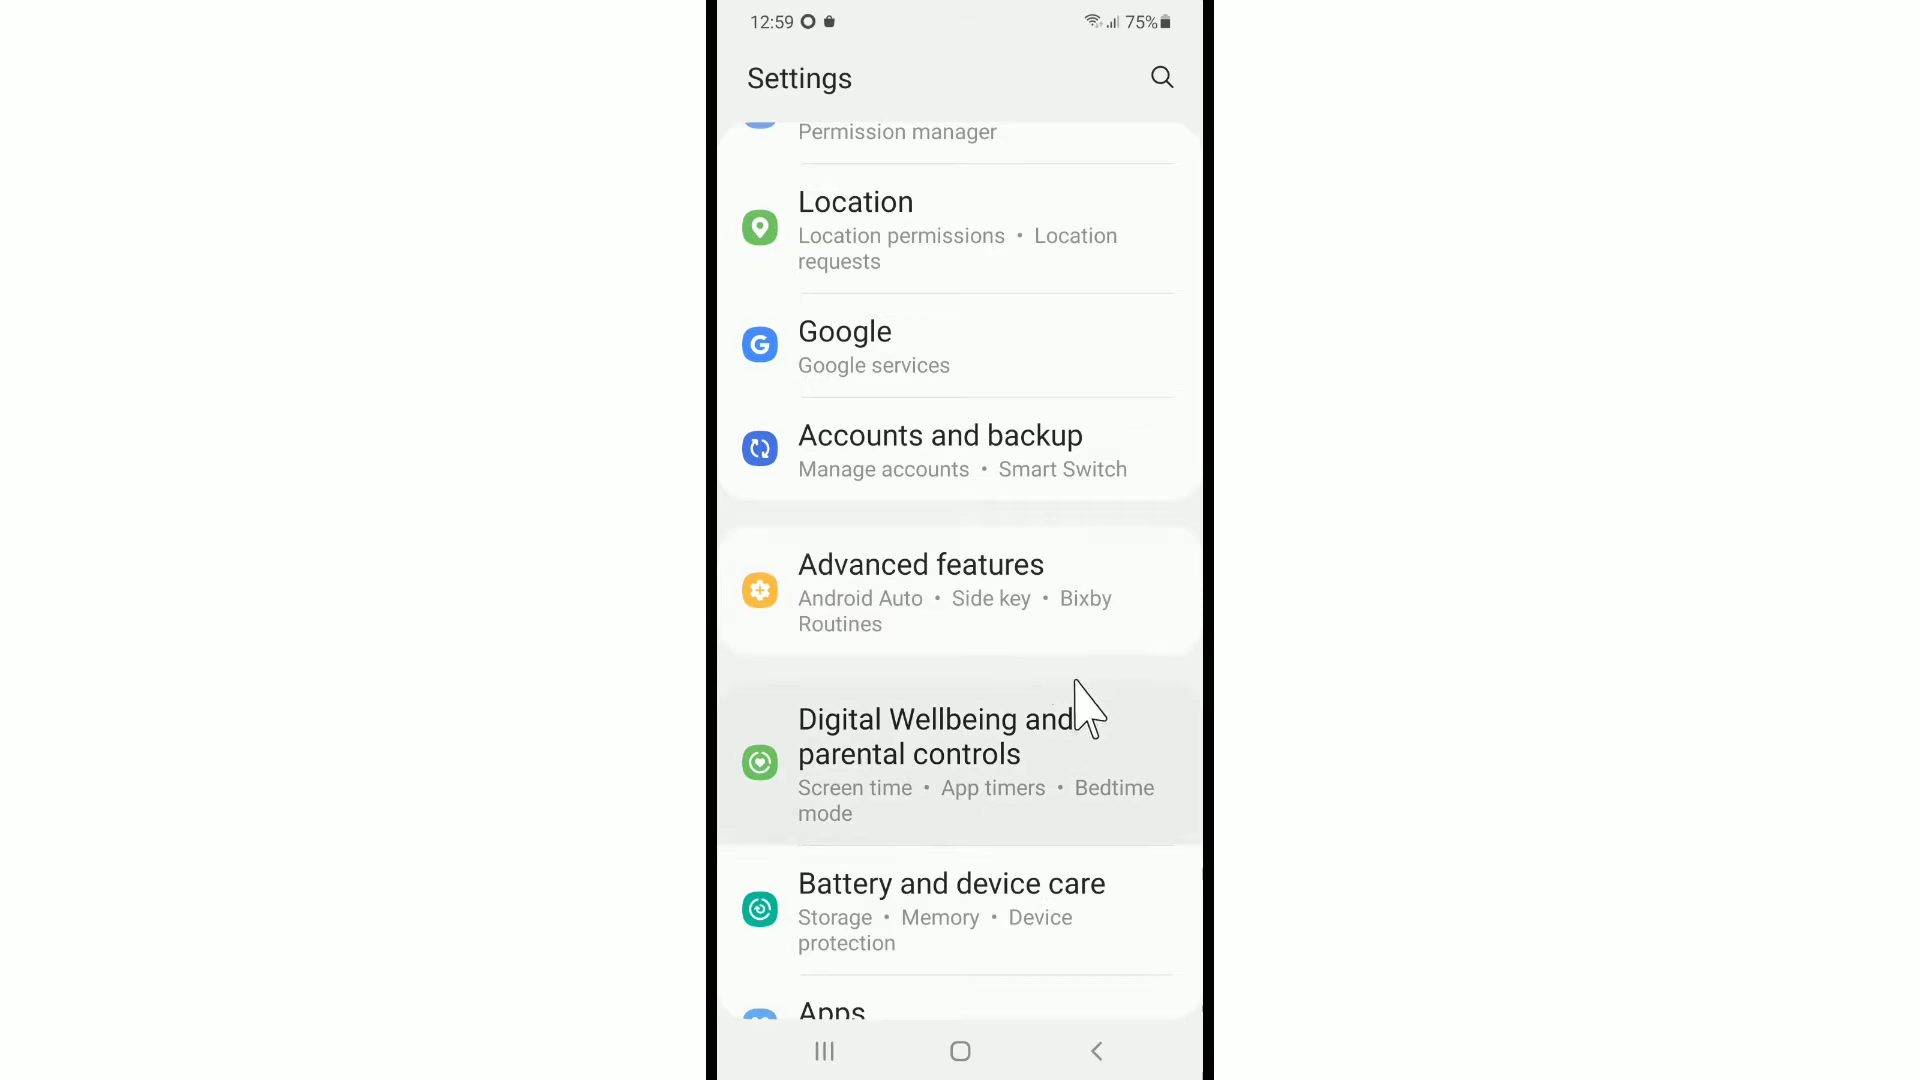 12:59 75%
Settings
Permission manager
Location
Location permissions • Location
requests
Google
Google services
Accounts and backup
Manage accounts • Smart Switch
Advanced features
Android Auto • Side key • Bixby
Routines
Digital Wellbeing and
parental controls
Screen time • App timers • Bedtime
mode
Battery and device care
Storage • Memory • Device
protection
Apps